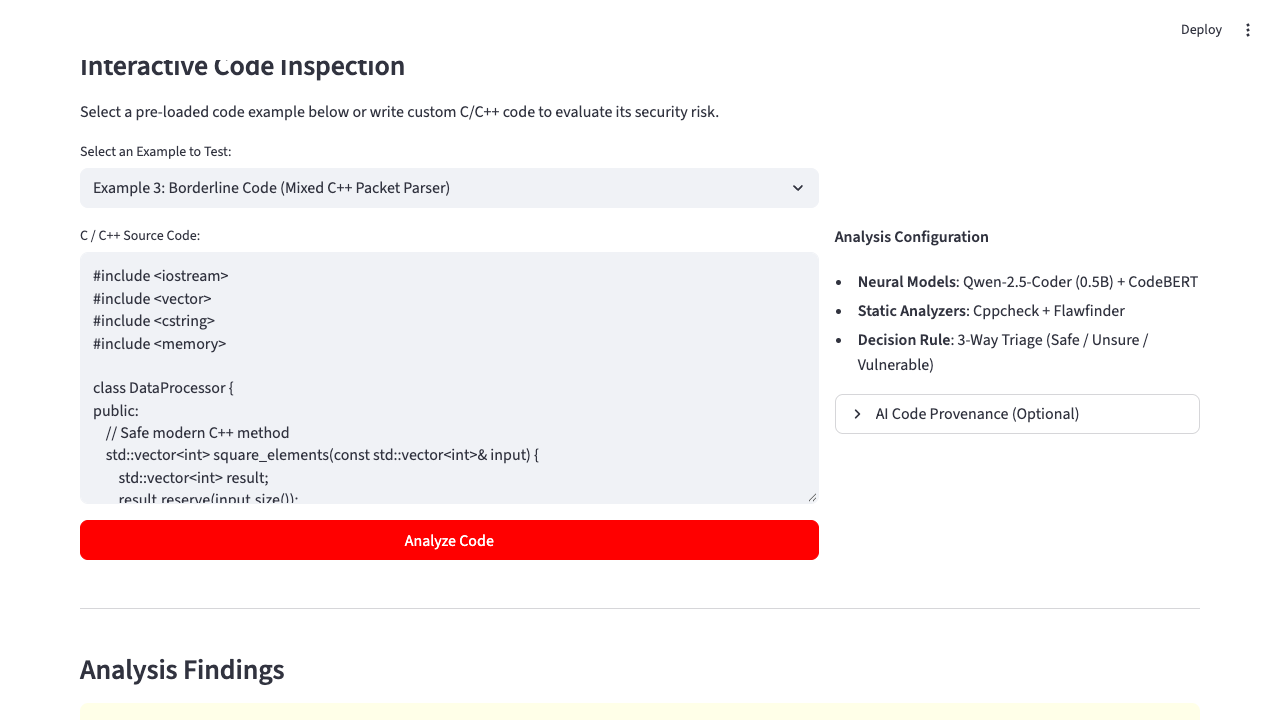 Deploy
Interactive Code Inspection
Select a pre-loaded code example below or write custom C/C++ code to evaluate its security risk.
Select an Example to Test:
Example 3: Borderline Code (Mixed C++ Packet Parser)
C / C++ Source Code:
#include <iostream>
#include <vector>
#include <cstring>
#include <memory>
class DataProcessor {
public:
// Safe modern C++ method
std::vector<int> square_elements(const std::vector<int>& input) {
std::vector<int> result;
result.reserve(input.size());
Analyze Code
Analysis Configuration
• Neural Models: Qwen-2.5-Coder (0.5B) + CodeBERT
• Static Analyzers: Cppcheck + Flawfinder
• Decision Rule: 3-Way Triage (Safe / Unsure /
Vulnerable)
AI Code Provenance (Optional)
Analysis Findings